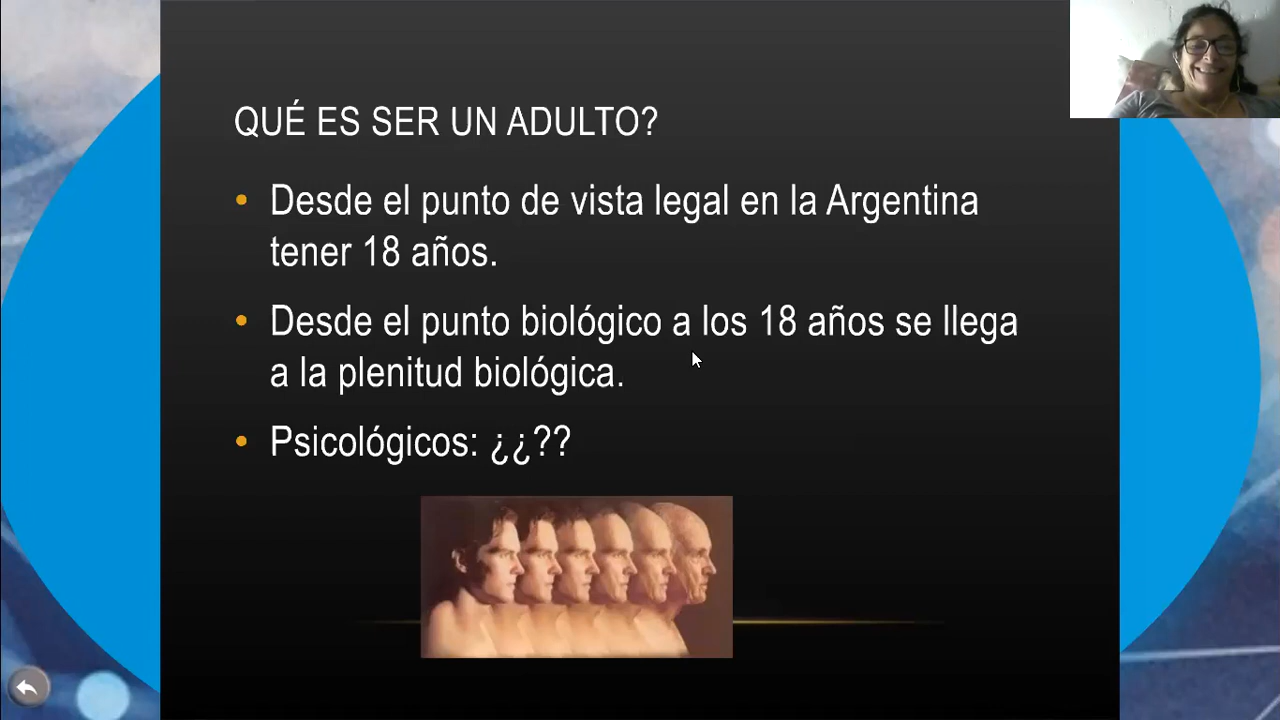 QUÉ ES SER UN ADULTO?
• Desde el punto de vista legal en la Argentina
tener 18 años.
• Desde el punto biológico a los 18 años se llega
a la plenitud biológica.
• Psicológicos: ¿¿??